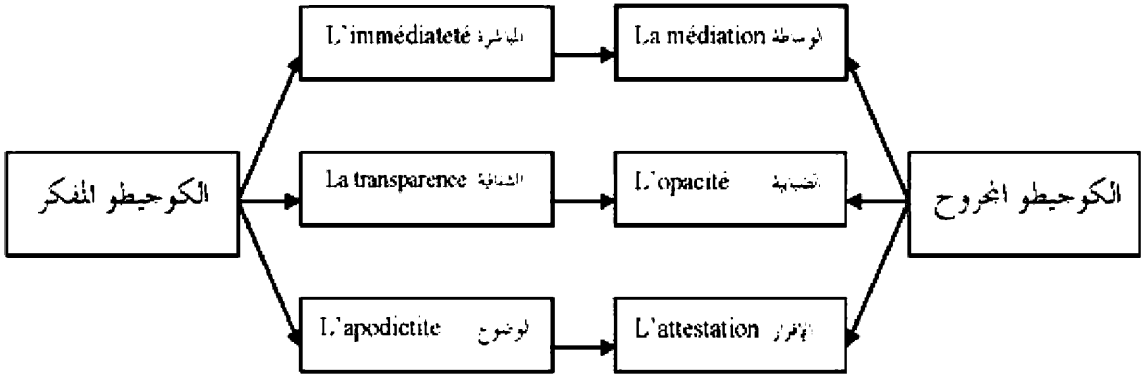 L'immédiateté المباشرة
La médiation الوساطة
الكوجيطو المفكر
La transparence الشفافية
L'opacité الضبابية
الكوجيطو المجروح
L'apodictite الوضوح
L'attestation الإقرار